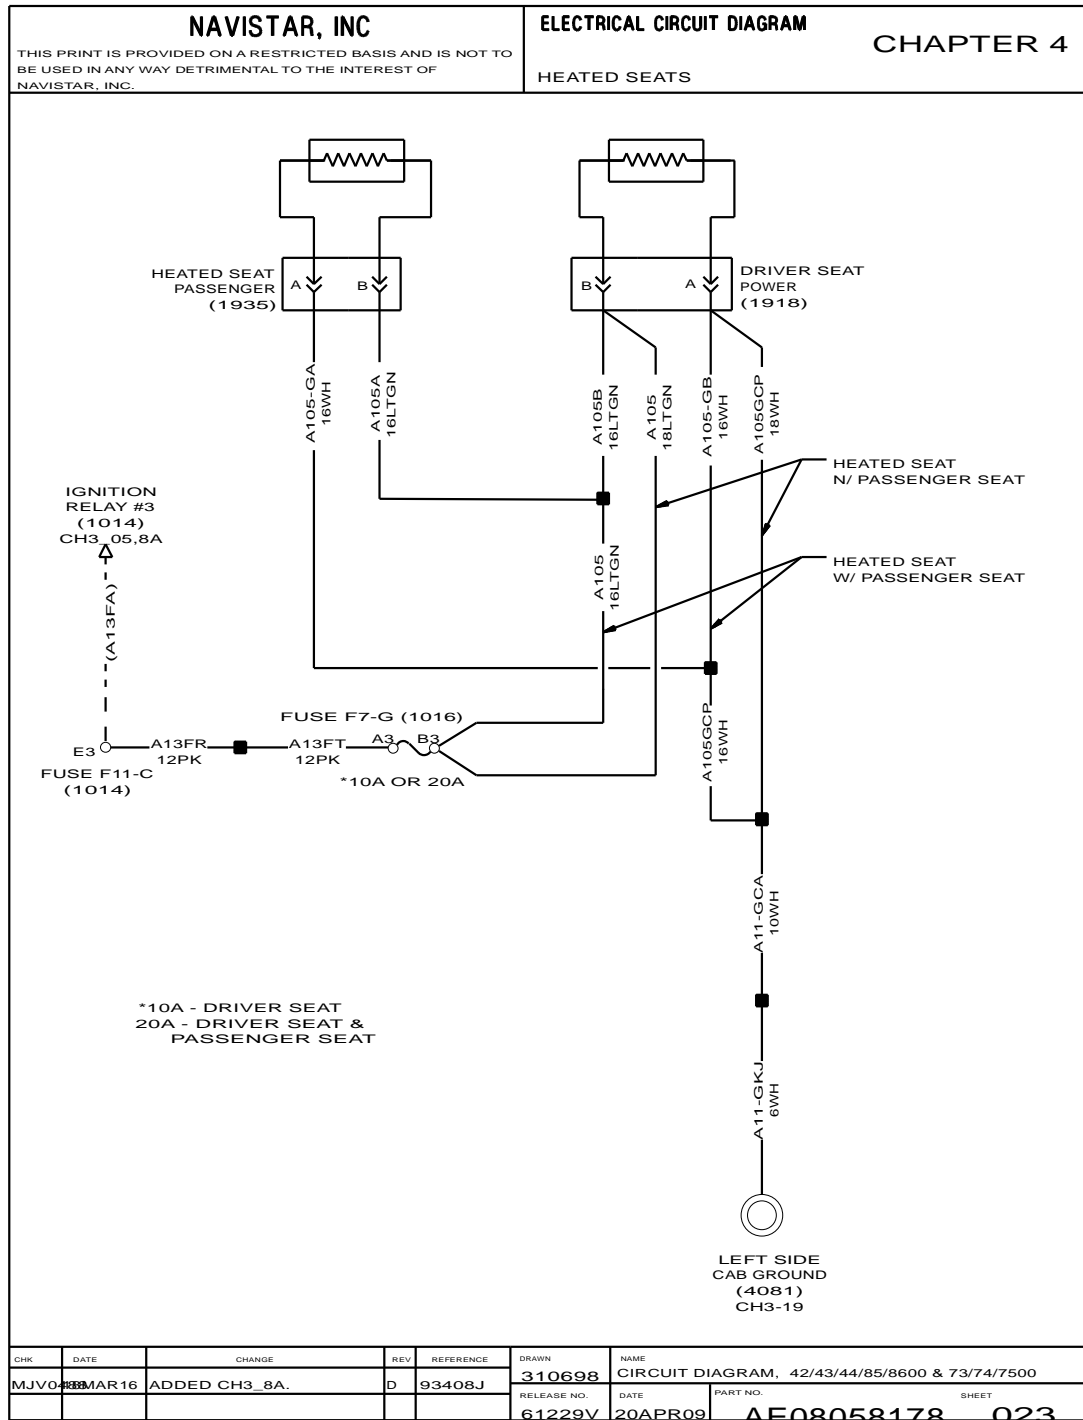 NAVISTAR, INC
THIS PRINT IS PROVIDED ON A RESTRICTED BASIS AND IS NOT TO
BE USED IN ANY WAY DETRIMENTAL TO THE INTEREST OF
NAVISTAR, INC.
ELECTRICAL CIRCUIT DIAGRAM
CHAPTER 4
HEATED SEATS
HEATED SEAT
PASSENGER
(1935)
A
B
B
A
DRIVER SEAT
POWER
(1918)
A105-GA
16WH
A105A
16LTGN
A105B
16LTGN
A105
18LTGN
A105-GB
16WH
A105GCP
18WH
HEATED SEAT
N/ PASSENGER SEAT
IGNITION
RELAY #3
(1014)
CH3_05,8A
(A13FA)
A105
16LTGN
HEATED SEAT
W/ PASSENGER SEAT
FUSE F7-G (1016)
A105GCP
16WH
E3
A13FR
12PK
A13FT
12PK
A3
B3
FUSE F11-C
(1014)
*10A OR 20A
A11-GCA
10WH
*10A - DRIVER SEAT
20A - DRIVER SEAT &
PASSENGER SEAT
A11-GKJ
6WH
LEFT SIDE
CAB GROUND
(4081)
CH3-19
CHK
DATE
CHANGE
REV
REFERENCE
DRAWN
NAME
MJV04
MAR16
ADDED CH3_8A.
D
93408J
310698
CIRCUIT DIAGRAM, 42/43/44/85/8600 & 73/74/7500
RELEASE NO.
DATE
PART NO.
SHEET
61229V
20APR09
AE08058178
023